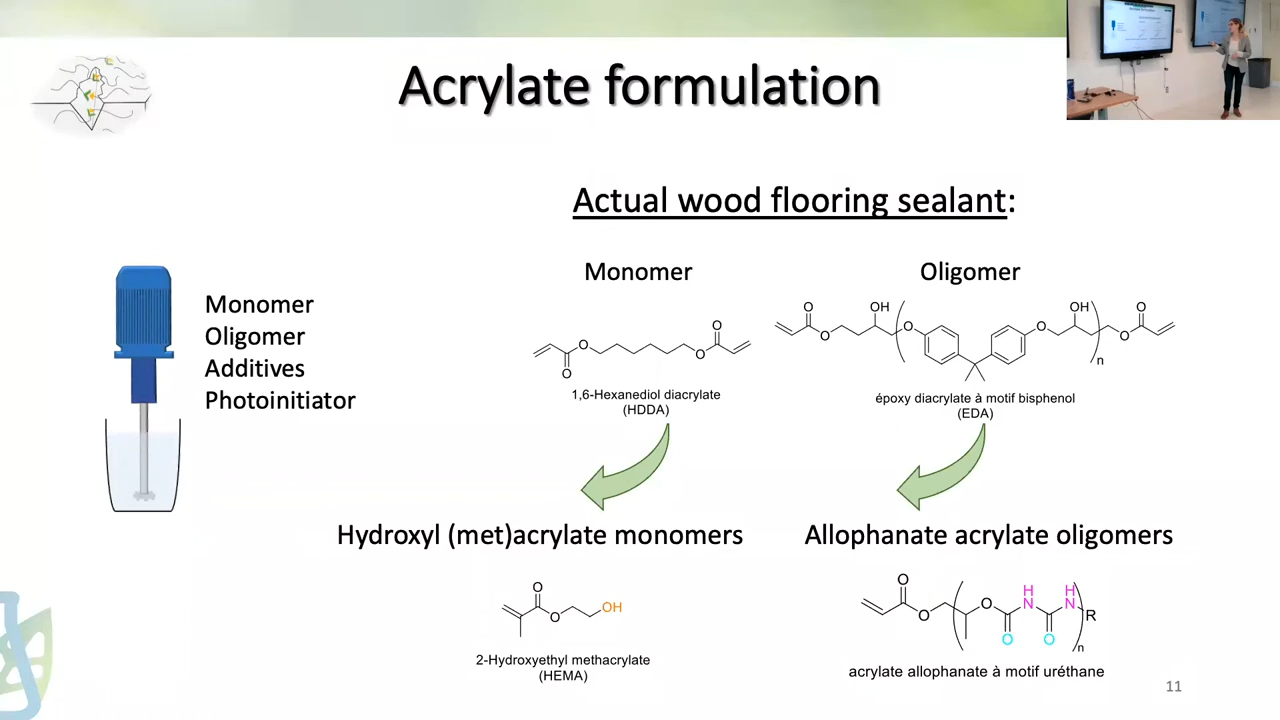 Acrylate formulation
Actual wood flooring sealant:
Monomer
Oligomer
Additives
Photoinitiator
Monomer
O
O
O
O
1,6-Hexanediol diacrylate
(HDDA)
Oligomer
O
O
OH
O
O
OH
O
O
n
époxy diacrylate à motif bisphenol
(EDA)
Hydroxyl (met)acrylate monomers
O
O
OH
2-Hydroxyethyl methacrylate
(HEMA)
Allophanate acrylate oligomers
O
O
O
O
H
N
O
H
N
R
n
acrylate allophanate à motif uréthane
11